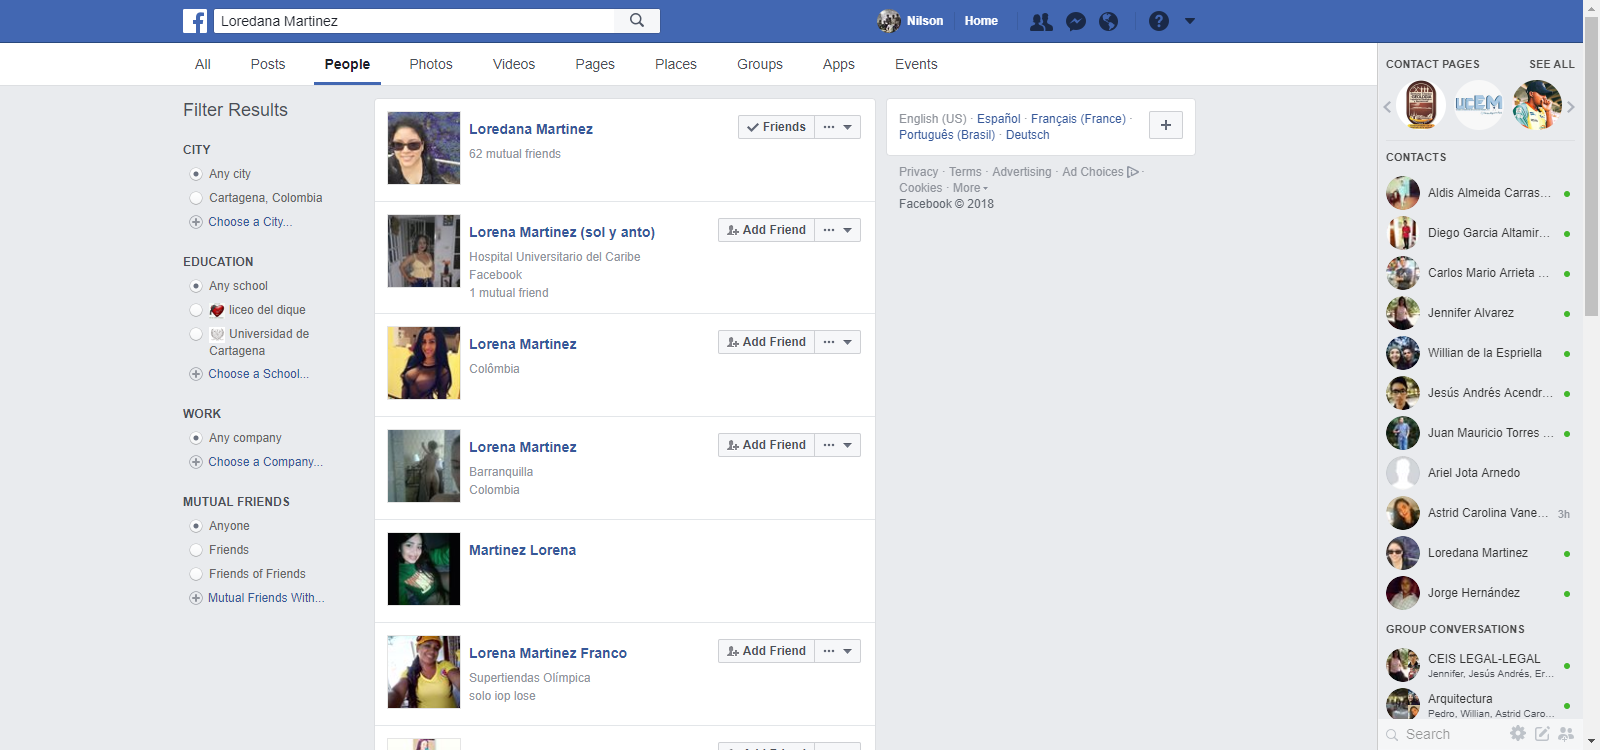 Loredana Martinez
Nilson
Home
All
Posts
People
Photos
Videos
Pages
Places
Groups
Apps
Events
Filter Results
CITY
Any city
Cartagena, Colombia
Choose a City...
EDUCATION
Any school
liceo del dique
Universidad de
Cartagena
Choose a School...
WORK
Any company
Choose a Company...
MUTUAL FRIENDS
Anyone
Friends
Friends of Friends
Mutual Friends With...
Loredana Martinez
62 mutual friends
Friends
Lorena Martinez (sol y anto)
Hospital Universitario del Caribe
Facebook
1 mutual friend
Add Friend
Lorena Martinez
Colômbia
Add Friend
Lorena Martinez
Barranquilla
Colombia
Add Friend
Martinez Lorena
Lorena Martinez Franco
Supertiendas Olímpica
solo iop lose
Add Friend
English (US) · Español · Français (France) ·
Português (Brasil) · Deutsch
Privacy · Terms · Advertising · Ad Choices ·
Cookies · More
Facebook © 2018
CONTACT PAGES
SEE ALL
UCEM
CONTACTS
Aldis Almeida Carras...
Diego Garcia Altamir...
Carlos Mario Arrieta ...
Jennifer Alvarez
Willian de la Espriella
Jesús Andrés Acendr...
Juan Mauricio Torres ...
Ariel Jota Arnedo
Astrid Carolina Vane... 3h
Loredana Martinez
Jorge Hernández
GROUP CONVERSATIONS
CEIS LEGAL-LEGAL
Jennifer, Jesús Andrés, Er...
Arquitectura
Pedro, Willian, Astrid Caro...
Search